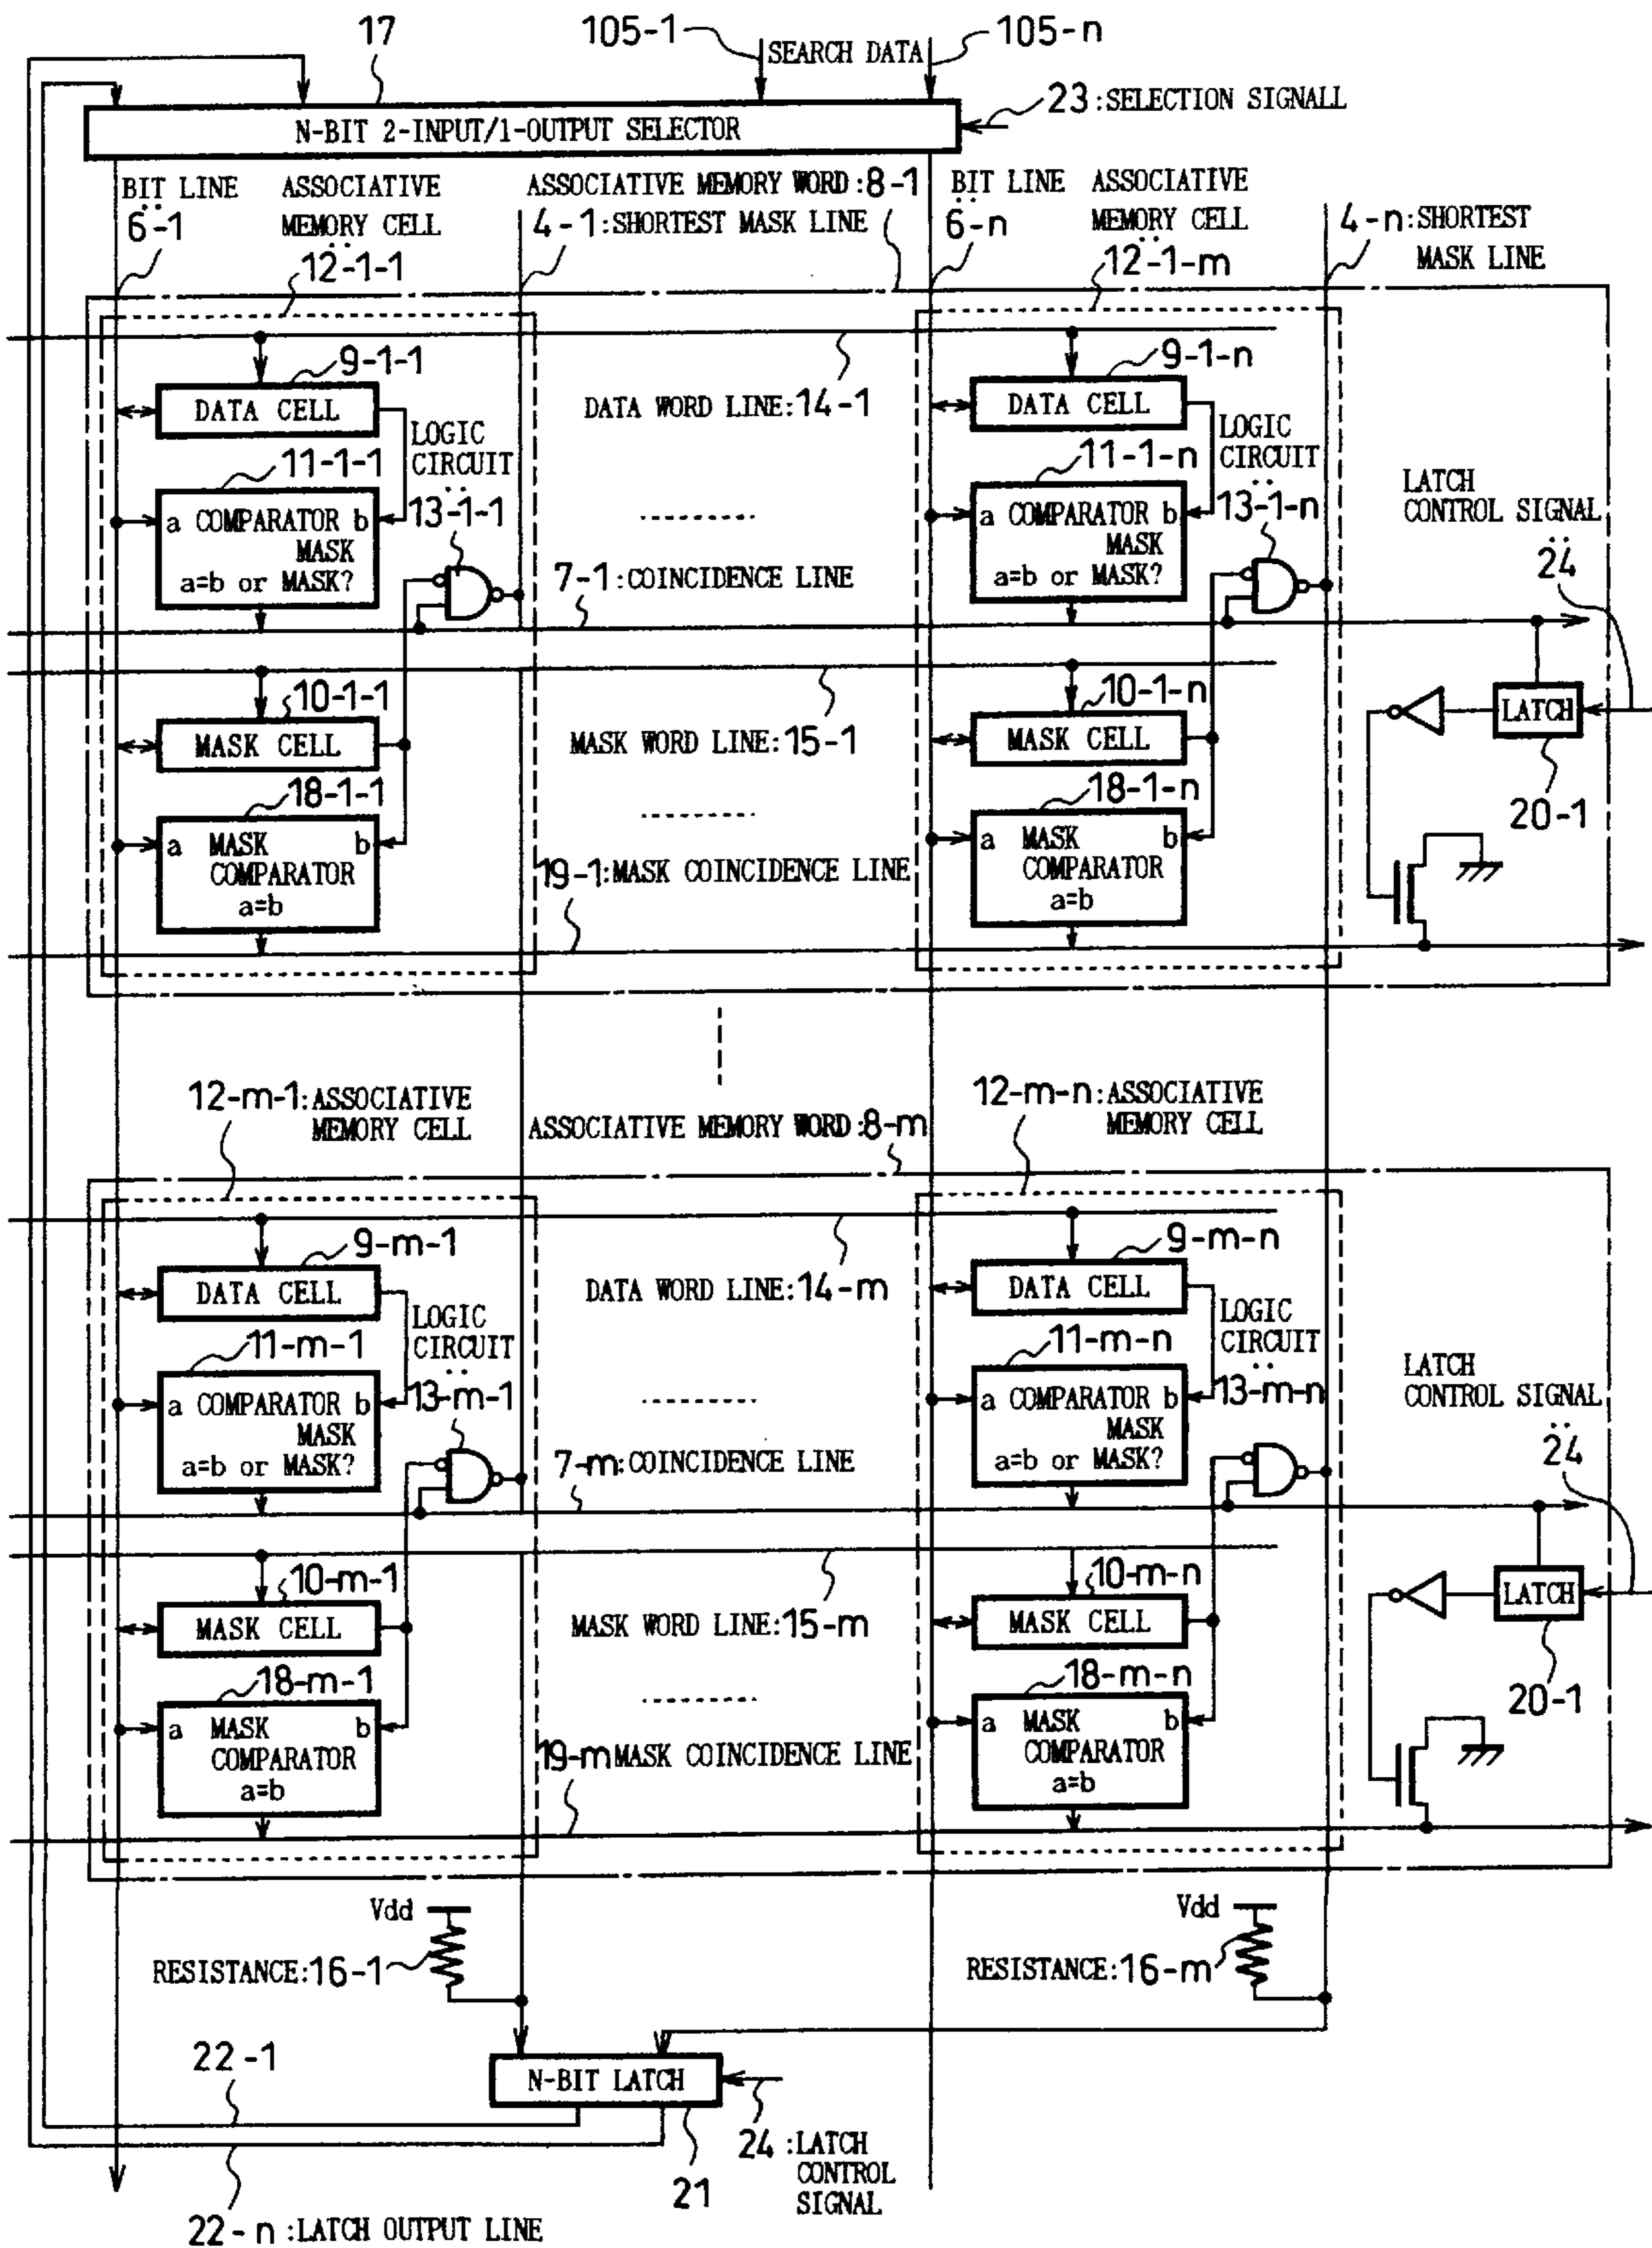 17
105-1
SEARCH DATA
105-n
N-BIT 2-INPUT/1-OUTPUT SELECTOR
23 :SELECTION SIGNALL
BIT LINE
6-1
ASSOCIATIVE
MEMORY CELL
12-1-1
ASSOCIATIVE MEMORY WORD:8-1
4-1:SHORTEST MASK LINE
BIT LINE
6-n
ASSOCIATIVE
MEMORY CELL
12-1-m
4-n:SHORTEST
MASK LINE
9-1-1
DATA CELL
DATA WORD LINE:14-1
9-1-n
DATA CELL
LOGIC
CIRCUIT
13-1-1
11-1-1
a COMPARATOR b
MASK
a=b or MASK?
LOGIC
CIRCUIT
13-1-n
11-1-n
a COMPARATOR b
MASK
a=b or MASK?
LATCH
CONTROL SIGNAL
24
7-1:COINCIDENCE LINE
10-1-1
MASK CELL
MASK WORD LINE:15-1
10-1-n
MASK CELL
LATCH
20-1
18-1-1
a MASK b
COMPARATOR
a=b
19-1:MASK COINCIDENCE LINE
18-1-n
a MASK b
COMPARATOR
a=b
12-m-1:ASSOCIATIVE
MEMORY CELL
ASSOCIATIVE MEMORY WORD:8-m
12-m-n:ASSOCIATIVE
MEMORY CELL
9-m-1
DATA CELL
DATA WORD LINE:14-m
9-m-n
DATA CELL
LOGIC
CIRCUIT
13-m-1
11-m-1
a COMPARATOR b
MASK
a=b or MASK?
LOGIC
CIRCUIT
13-m-n
11-m-n
a COMPARATOR b
MASK
a=b or MASK?
LATCH
CONTROL SIGNAL
24
7-m:COINCIDENCE LINE
10-m-1
MASK CELL
MASK WORD LINE:15-m
10-m-n
MASK CELL
LATCH
20-1
18-m-1
a MASK b
COMPARATOR
a=b
19-m MASK COINCIDENCE LINE
18-m-n
a MASK b
COMPARATOR
a=b
Vdd
RESISTANCE:16-1
Vdd
RESISTANCE:16-m
22-1
N-BIT LATCH
21
24 :LATCH
CONTROL
SIGNAL
22-n :LATCH OUTPUT LINE